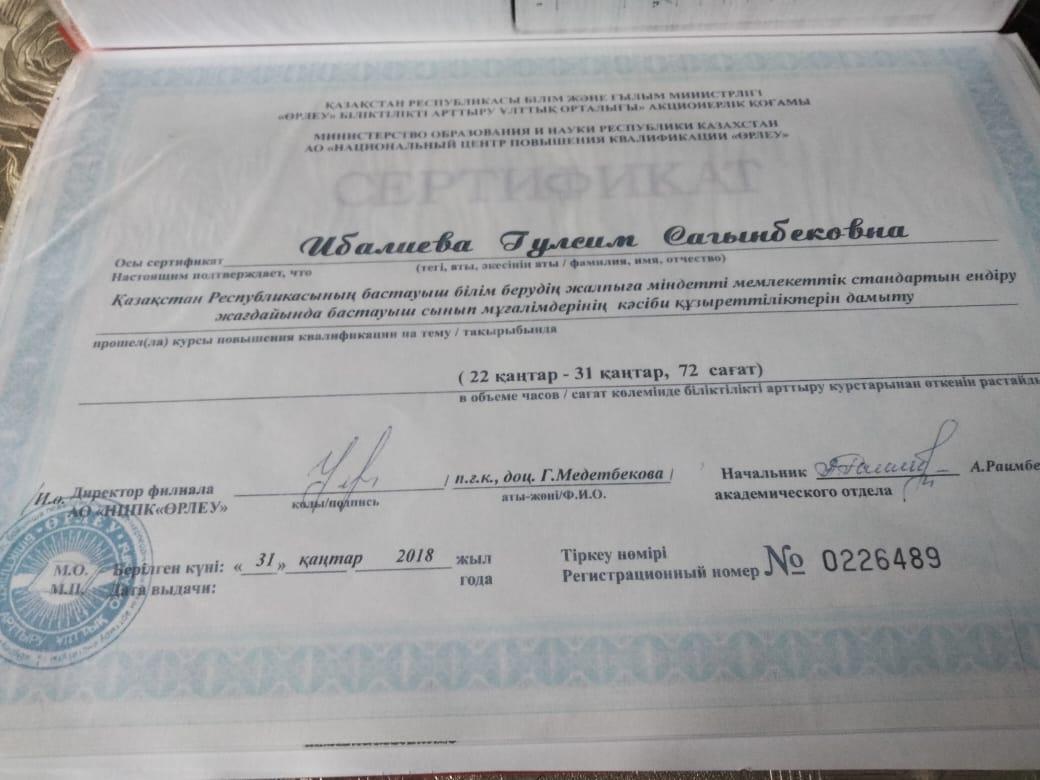 ҚАЗАҚСТАН РЕСПУБЛИКАСЫ БІЛІМ ЖӘНЕ ҒЫЛЫМ МИНИСТРЛІГІ
«ӨРЛЕУ» БІЛІКТІЛІКТІ АРТТЫРУ ҰЛТТЫҚ ОРТАЛЫҒЫ» АКЦИОНЕРЛІК ҚОҒАМЫ
МИНИСТЕРСТВО ОБРАЗОВАНИЯ И НАУКИ РЕСПУБЛИКИ КАЗАХСТАН
АО «НАЦИОНАЛЬНЫЙ ЦЕНТР ПОВЫШЕНИЯ КВАЛИФИКАЦИИ «ӨРЛЕУ»
СЕРТИФИКАТ
Осы сертификат Ибалиева Гулсим Сагынбековна
Настоящим подтверждает, что (тегі, аты, әкесінің аты / фамилия, имя, отчество)
Қазақстан Республикасының бастауыш білім берудің жалпыға міндетті мемлекеттік стандартын ендіру
жағдайында бастауыш сынып мұғалімдерінің кәсіби құзыреттіліктерін дамыту
прошел(ла) курсы повышения квалификации на тему / тақырыбында
( 22 қаңтар - 31 қаңтар, 72 сағат)
в объеме часов / сағат көлемінде біліктілікті арттыру курстарынан өткенін растайды
И.о. Директор филиала / п.г.к., доц. Г.Медетбекова / Начальник А.Раимбе
АО «НЦПК«ӨРЛЕУ» қолы/подпись аты-жөні/Ф.И.О. академического отдела
ӨРЛЕУ
М.О. Берілген күні: « 31 » қаңтар 2018 жыл Тіркеу нөмірі
М.П. Дата выдачи: года Регистрационный номер № 0226489
АРТТЫРУ ҰЛТТЫҚ